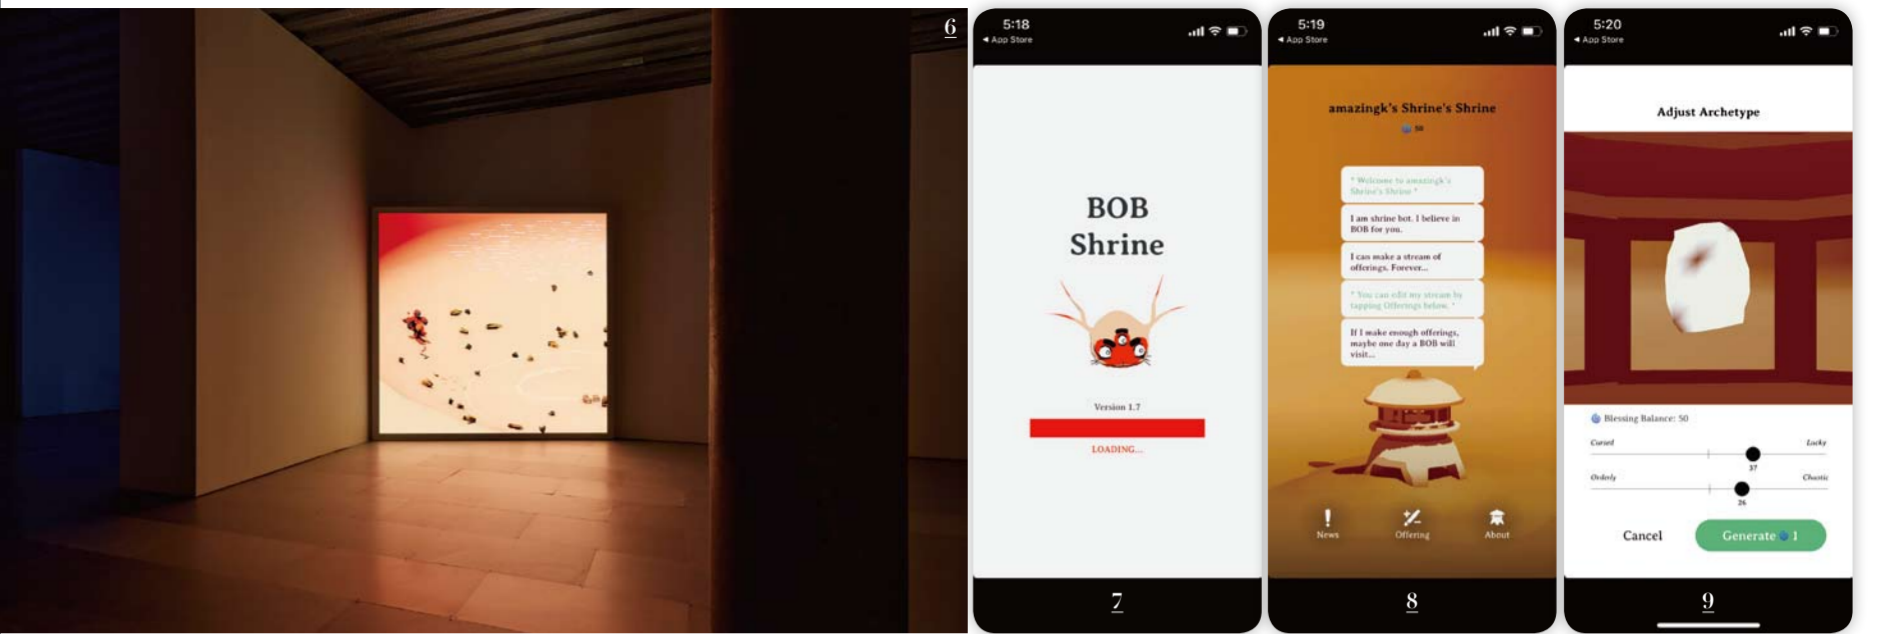 6
5:18
App Store
BOB
Shrine
Version 1.7
LOADING...
7
5:19
App Store
amazingk's Shrine's Shrine
50
* Welcome to amazingk's
Shrine's Shrine *
I am shrine bot. I believe in
BOB for you.
I can make a stream of
offerings. Forever...
* You can edit my stream by
tapping Offerings below. *
If I make enough offerings,
maybe one day a BOB will
visit...
News
Offering
About
8
5:20
App Store
Adjust Archetype
Blessing Balance: 50
Cursed
Lucky
37
Orderly
Chaotic
26
Cancel
Generate 1
9